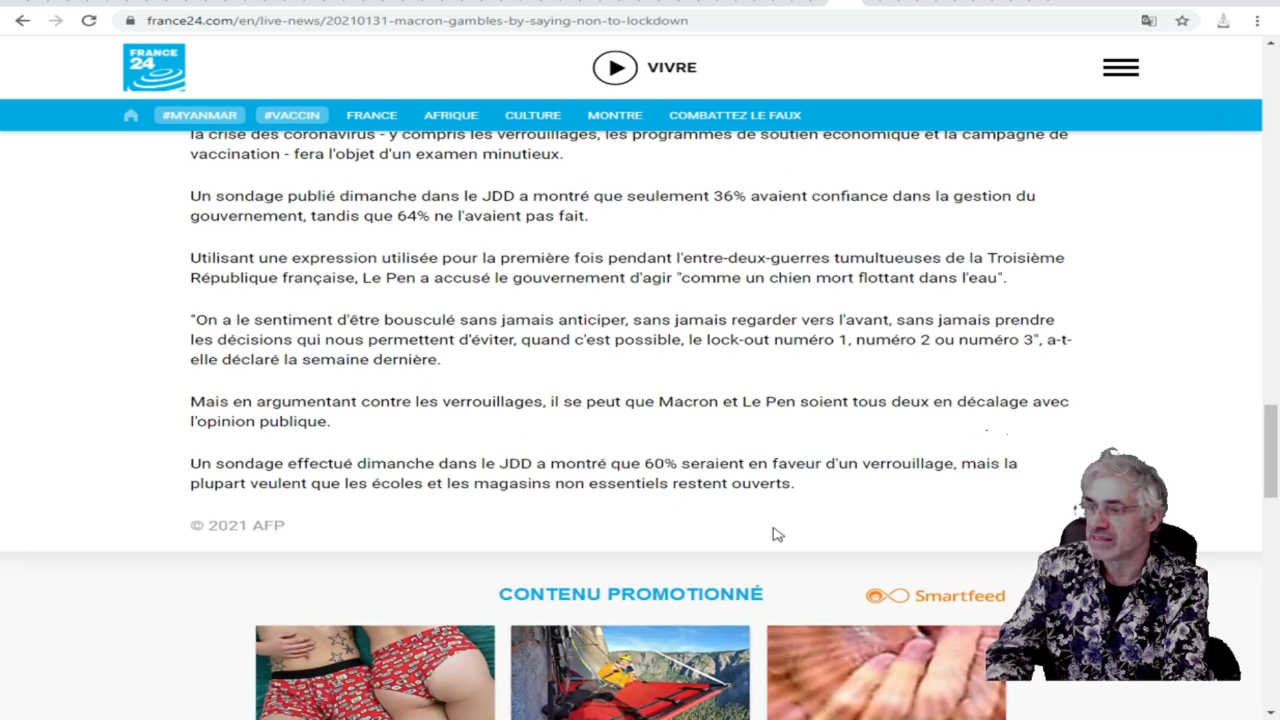 france24.com/en/live-news/20210131-macron-gambles-by-saying-non-to-lockdown
FRANCE
24
VIVRE
#MYANMAR #VACCIN FRANCE AFRIQUE CULTURE MONTRE COMBATTEZ LE FAUX
la crise des coronavirus - y compris les verrouillages, les programmes de soutien économique et la campagne de
vaccination - fera l'objet d'un examen minutieux.
Un sondage publié dimanche dans le JDD a montré que seulement 36% avaient confiance dans la gestion du
gouvernement, tandis que 64% ne l'avaient pas fait.
Utilisant une expression utilisée pour la première fois pendant l'entre-deux-guerres tumultueuses de la Troisième
République française, Le Pen a accusé le gouvernement d'agir "comme un chien mort flottant dans l'eau".
"On a le sentiment d'être bousculé sans jamais anticiper, sans jamais regarder vers l'avant, sans jamais prendre
les décisions qui nous permettent d'éviter, quand c'est possible, le lock-out numéro 1, numéro 2 ou numéro 3", a-t-
elle déclaré la semaine dernière.
Mais en argumentant contre les verrouillages, il se peut que Macron et Le Pen soient tous deux en décalage avec
l'opinion publique.
Un sondage effectué dimanche dans le JDD a montré que 60% seraient en faveur d'un verrouillage, mais la
plupart veulent que les écoles et les magasins non essentiels restent ouverts.
© 2021 AFP
CONTENU PROMOTIONNÉ
Smartfeed